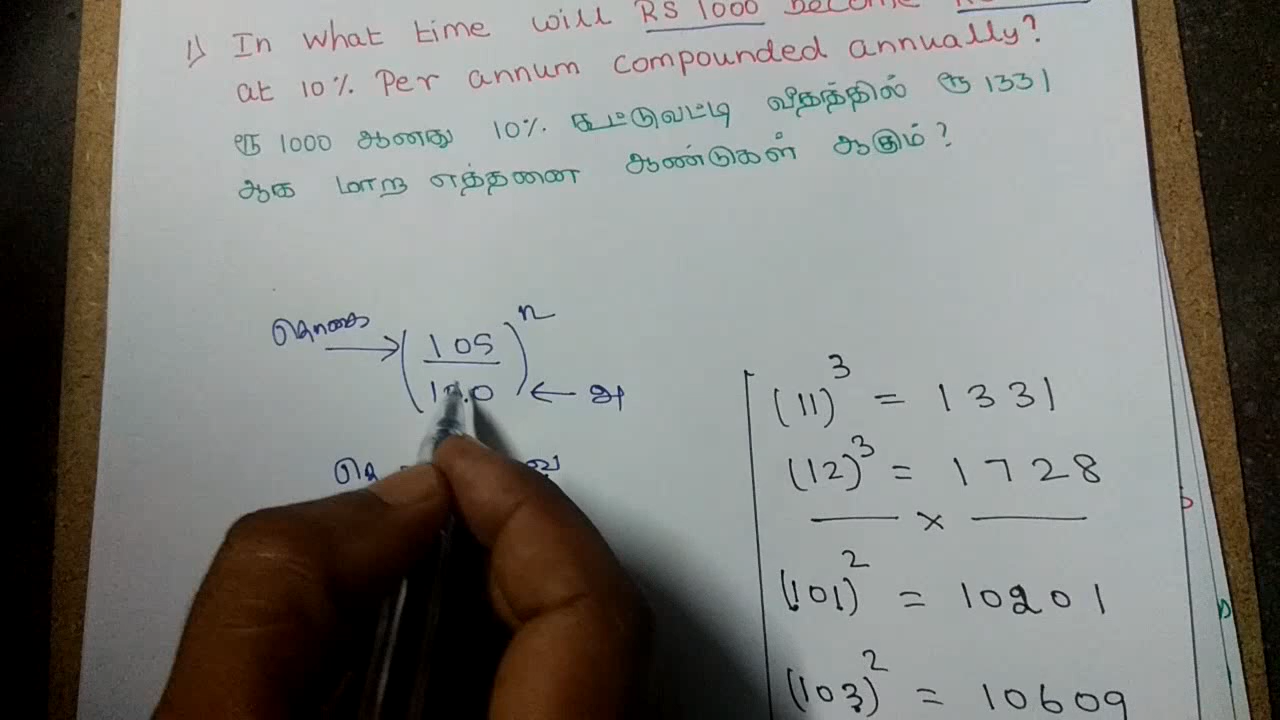 1) In what time will RS 1000 become
at 10% Per annum compounded annually?
ரூ 1000 ஆனது 10% கூட்டுவட்டி வீதத்தில் ரூ 1331
ஆக மாற எத்தனை ஆண்டுகள் ஆகும்?
தொகை → (105/100)ⁿ ← அ
(11)³ = 1331
(12)³ = 1728
×
(101)² = 10201
(103)² = 10609